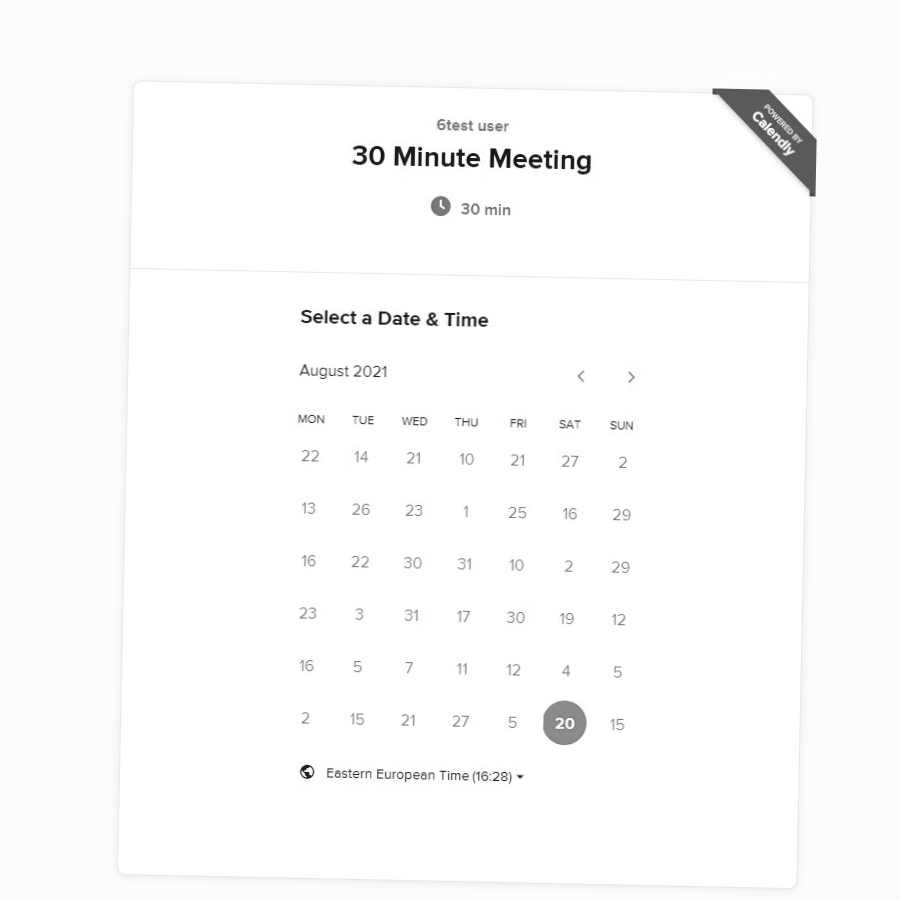 POWERED BY
Calendly
6test user
30 Minute Meeting
30 min
Select a Date & Time
August 2021
MON TUE WED THU FRI SAT SUN
22 14 21 10 21 27 2
13 26 23 1 25 16 29
16 22 30 31 10 2 29
23 3 31 17 30 19 12
16 5 7 11 12 4 5
2 15 21 27 5 20 15
Eastern European Time (16:28)